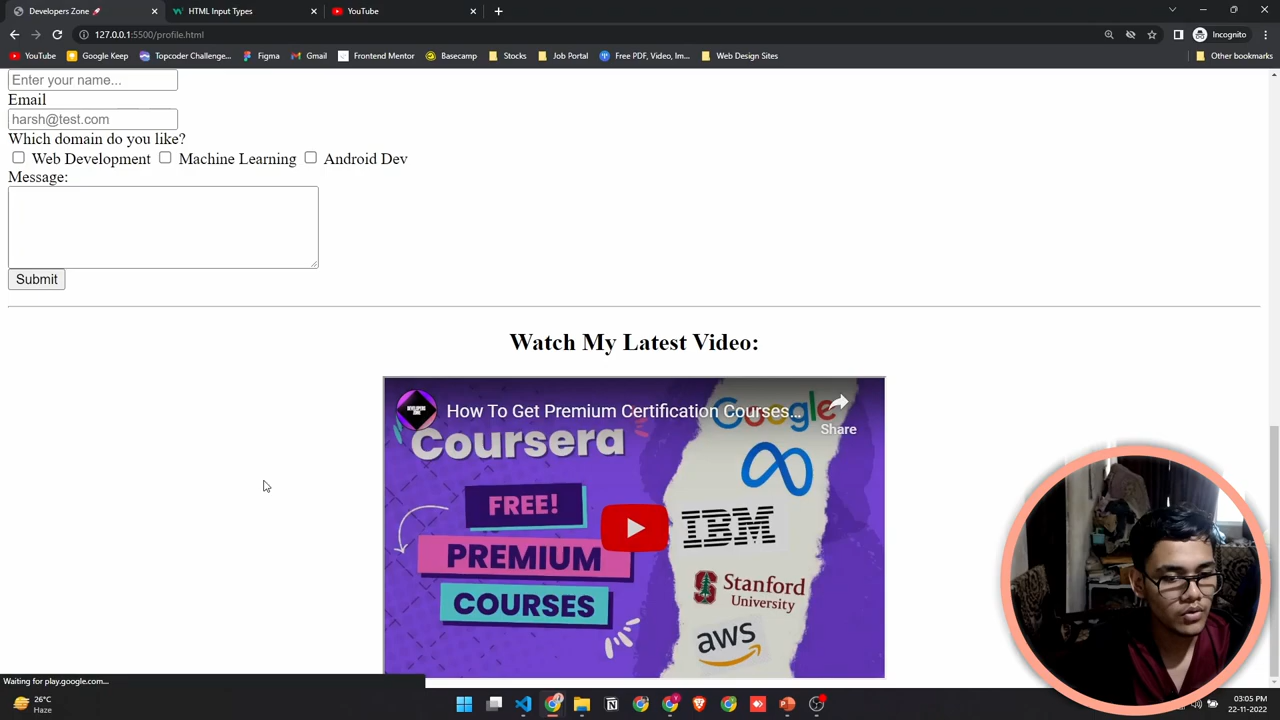 Developers Zone 🚀
HTML Input Types
YouTube
127.0.0.1:5500/profile.html
Incognito
YouTube
Google Keep
Topcoder Challenge...
Figma
Gmail
Frontend Mentor
Basecamp
Stocks
Job Portal
Free PDF, Video, Im...
Web Design Sites
Other bookmarks
Enter your name...
Email
harsh@test.com
Which domain do you like?
Web Development
Machine Learning
Android Dev
Message:
Submit
Watch My Latest Video:
DEVELOPERS
ZONE
How To Get Premium Certification Courses...
Google
Share
Coursera
FREE!
IBM
PREMIUM
Stanford
University
COURSES
aws
Waiting for play.google.com...
26°C
Haze
03:05 PM
22-11-2022